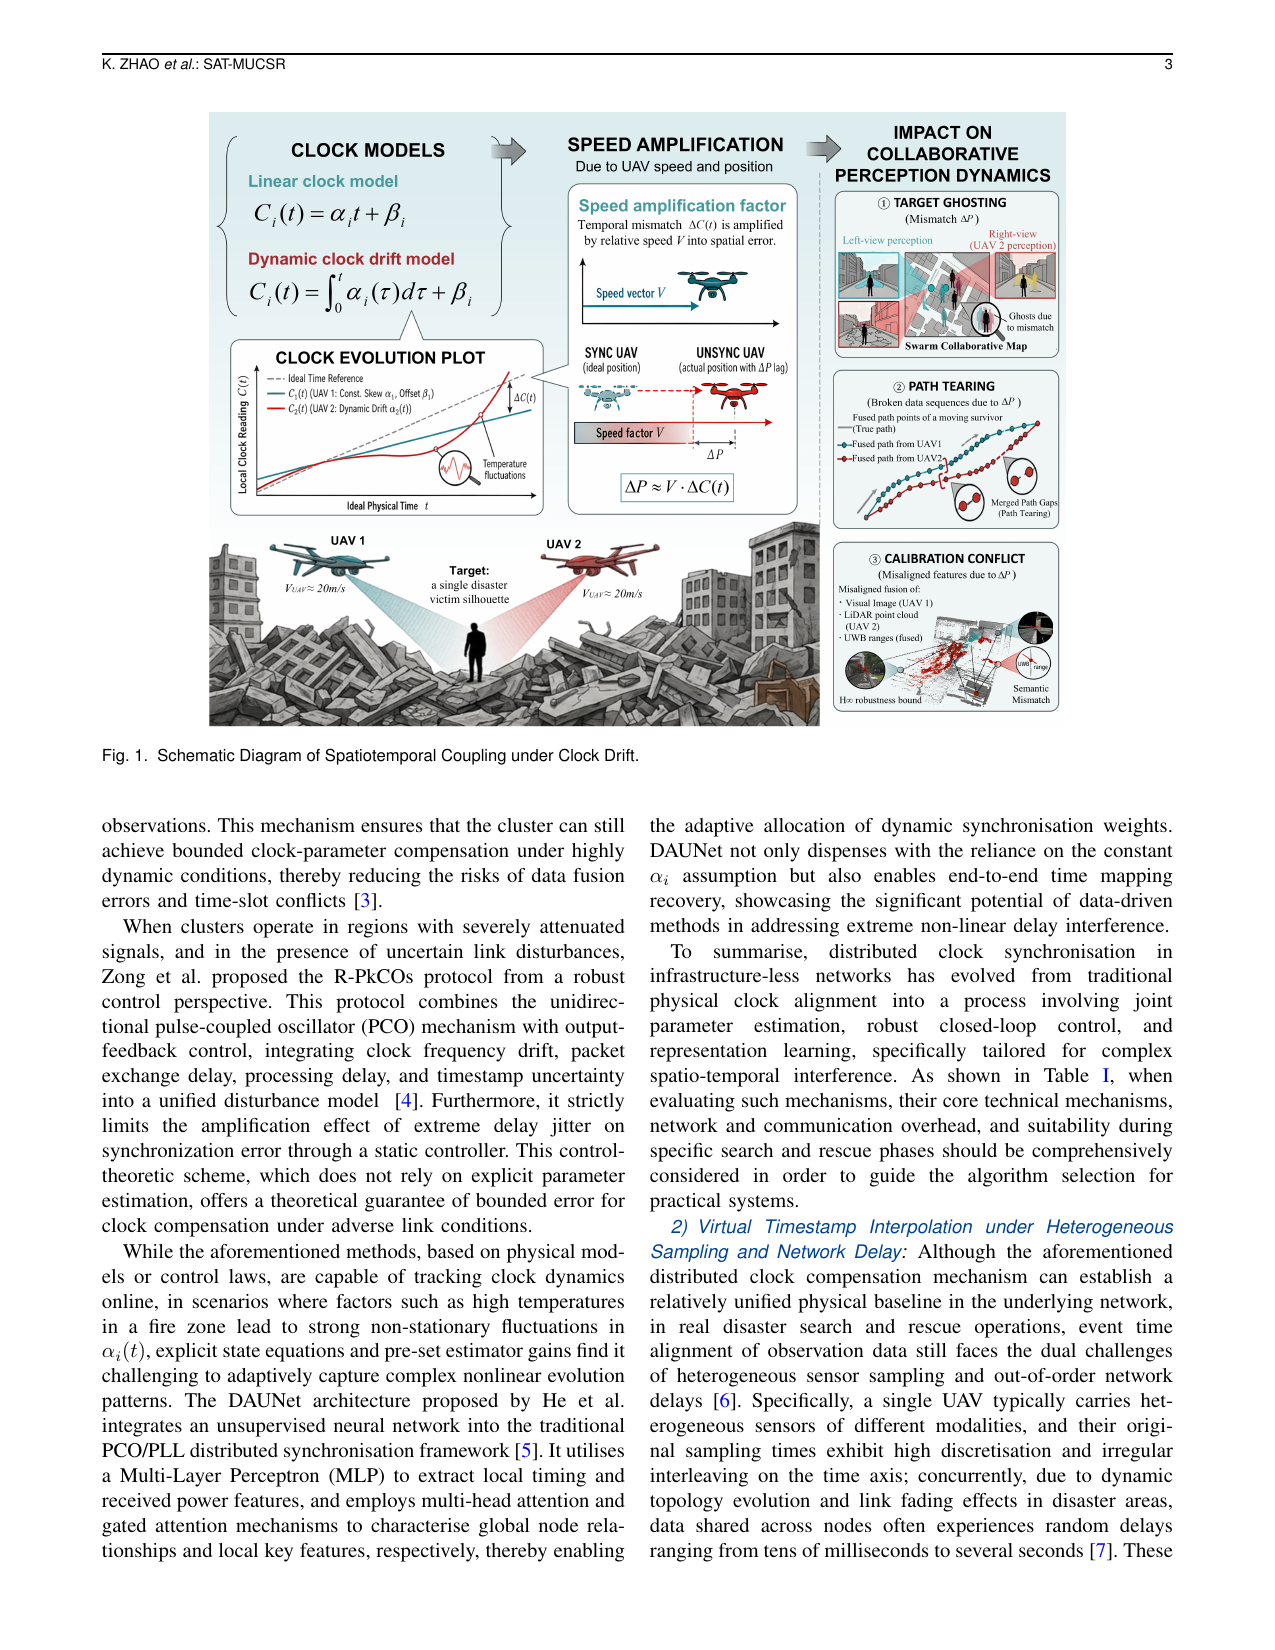 K. ZHAO et al.: SAT-MUCSR
3
CLOCK MODELS
Linear clock model
C_i(t) = α_i t + β_i
Dynamic clock drift model
C_i(t) = ∫_0^t α_i(τ)dτ + β_i
CLOCK EVOLUTION PLOT
Ideal Time Reference
C₁(t) (UAV 1: Const. Skew α₁, Offset β₁)
C₂(t) (UAV 2: Dynamic Drift α₂(t))
ΔC(t)
Temperature
fluctuations
Local Clock Reading C(t)
Ideal Physical Time t
SPEED AMPLIFICATION
Due to UAV speed and position
Speed amplification factor
Temporal mismatch ΔC(t) is amplified
by relative speed V into spatial error.
Speed vector V
SYNC UAV
(ideal position)
UNSYNC UAV
(actual position with ΔP lag)
Speed factor V
ΔP
ΔP ≈ V · ΔC(t)
UAV 1
UAV 2
V_UAV ≈ 20m/s
V_UAV ≈ 20m/s
Target:
a single disaster
victim silhouette
IMPACT ON
COLLABORATIVE
PERCEPTION DYNAMICS
① TARGET GHOSTING
(Mismatch ΔP)
Left-view perception
Right-view
(UAV 2 perception)
Ghosts due
to mismatch
Swarm Collaborative Map
② PATH TEARING
(Broken data sequences due to ΔP)
Fused path points of a moving survivor
(True path)
Fused path from UAV1
Fused path from UAV2
Merged Path Gaps
(Path Tearing)
③ CALIBRATION CONFLICT
(Misaligned features due to ΔP)
Misaligned fusion of:
· Visual Image (UAV 1)
· LiDAR point cloud
(UAV 2)
· UWB ranges (fused)
UWB
range
H∞ robustness bound
Semantic
Mismatch
Fig. 1. Schematic Diagram of Spatiotemporal Coupling under Clock Drift.
observations. This mechanism ensures that the cluster can still
achieve bounded clock-parameter compensation under highly
dynamic conditions, thereby reducing the risks of data fusion
errors and time-slot conflicts [3].
When clusters operate in regions with severely attenuated
signals, and in the presence of uncertain link disturbances,
Zong et al. proposed the R-PkCOs protocol from a robust
control perspective. This protocol combines the unidirec-
tional pulse-coupled oscillator (PCO) mechanism with output-
feedback control, integrating clock frequency drift, packet
exchange delay, processing delay, and timestamp uncertainty
into a unified disturbance model [4]. Furthermore, it strictly
limits the amplification effect of extreme delay jitter on
synchronization error through a static controller. This control-
theoretic scheme, which does not rely on explicit parameter
estimation, offers a theoretical guarantee of bounded error for
clock compensation under adverse link conditions.
While the aforementioned methods, based on physical mod-
els or control laws, are capable of tracking clock dynamics
online, in scenarios where factors such as high temperatures
in a fire zone lead to strong non-stationary fluctuations in
α_i(t), explicit state equations and pre-set estimator gains find it
challenging to adaptively capture complex nonlinear evolution
patterns. The DAUNet architecture proposed by He et al.
integrates an unsupervised neural network into the traditional
PCO/PLL distributed synchronisation framework [5]. It utilises
a Multi-Layer Perceptron (MLP) to extract local timing and
received power features, and employs multi-head attention and
gated attention mechanisms to characterise global node rela-
tionships and local key features, respectively, thereby enabling
the adaptive allocation of dynamic synchronisation weights.
DAUNet not only dispenses with the reliance on the constant
α_i assumption but also enables end-to-end time mapping
recovery, showcasing the significant potential of data-driven
methods in addressing extreme non-linear delay interference.
To summarise, distributed clock synchronisation in
infrastructure-less networks has evolved from traditional
physical clock alignment into a process involving joint
parameter estimation, robust closed-loop control, and
representation learning, specifically tailored for complex
spatio-temporal interference. As shown in Table I, when
evaluating such mechanisms, their core technical mechanisms,
network and communication overhead, and suitability during
specific search and rescue phases should be comprehensively
considered in order to guide the algorithm selection for
practical systems.
2) Virtual Timestamp Interpolation under Heterogeneous
Sampling and Network Delay: Although the aforementioned
distributed clock compensation mechanism can establish a
relatively unified physical baseline in the underlying network,
in real disaster search and rescue operations, event time
alignment of observation data still faces the dual challenges
of heterogeneous sensor sampling and out-of-order network
delays [6]. Specifically, a single UAV typically carries het-
erogeneous sensors of different modalities, and their origi-
nal sampling times exhibit high discretisation and irregular
interleaving on the time axis; concurrently, due to dynamic
topology evolution and link fading effects in disaster areas,
data shared across nodes often experiences random delays
ranging from tens of milliseconds to several seconds [7]. These